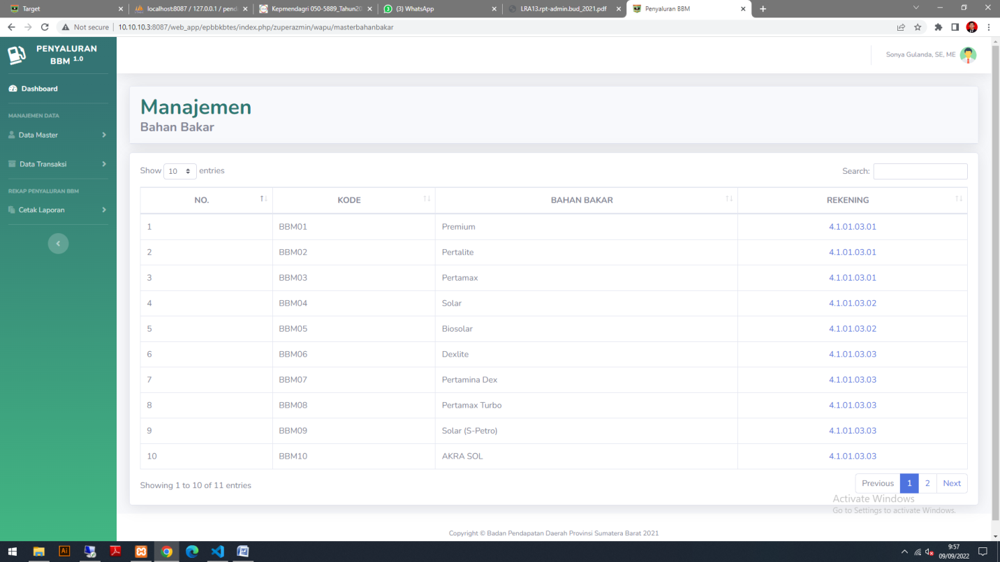 Target
localhost:8087 / 127.0.0.1 / pend
Kepmendagri 050-5889_Tahun20
(3) WhatsApp
LRA13.rpt-admin.bud_2021.pdf
Penyaluran BBM
Not secure
10.10.10.3:8087/web_app/epbbkbtes/index.php/zuperazmin/wapu/masterbahanbakar
PENYALURAN
BBM 1.0
Sonya Gulanda, SE, ME
Dashboard
MANAJEMEN DATA
Data Master
Data Transaksi
REKAP PENYALURAN BBM
Cetak Laporan
Manajemen
Bahan Bakar
Show 10 entries
Search:
NO. KODE BAHAN BAKAR REKENING
1 BBM01 Premium 4.1.01.03.01
2 BBM02 Pertalite 4.1.01.03.01
3 BBM03 Pertamax 4.1.01.03.01
4 BBM04 Solar 4.1.01.03.02
5 BBM05 Biosolar 4.1.01.03.02
6 BBM06 Dexlite 4.1.01.03.03
7 BBM07 Pertamina Dex 4.1.01.03.03
8 BBM08 Pertamax Turbo 4.1.01.03.03
9 BBM09 Solar (S-Petro) 4.1.01.03.03
10 BBM10 AKRA SOL 4.1.01.03.03
Showing 1 to 10 of 11 entries
Previous 1 2 Next
Activate Windows
Go to Settings to activate Windows.
Copyright © Badan Pendapatan Daerah Provinsi Sumatera Barat 2021
Ai
9:57
09/09/2022